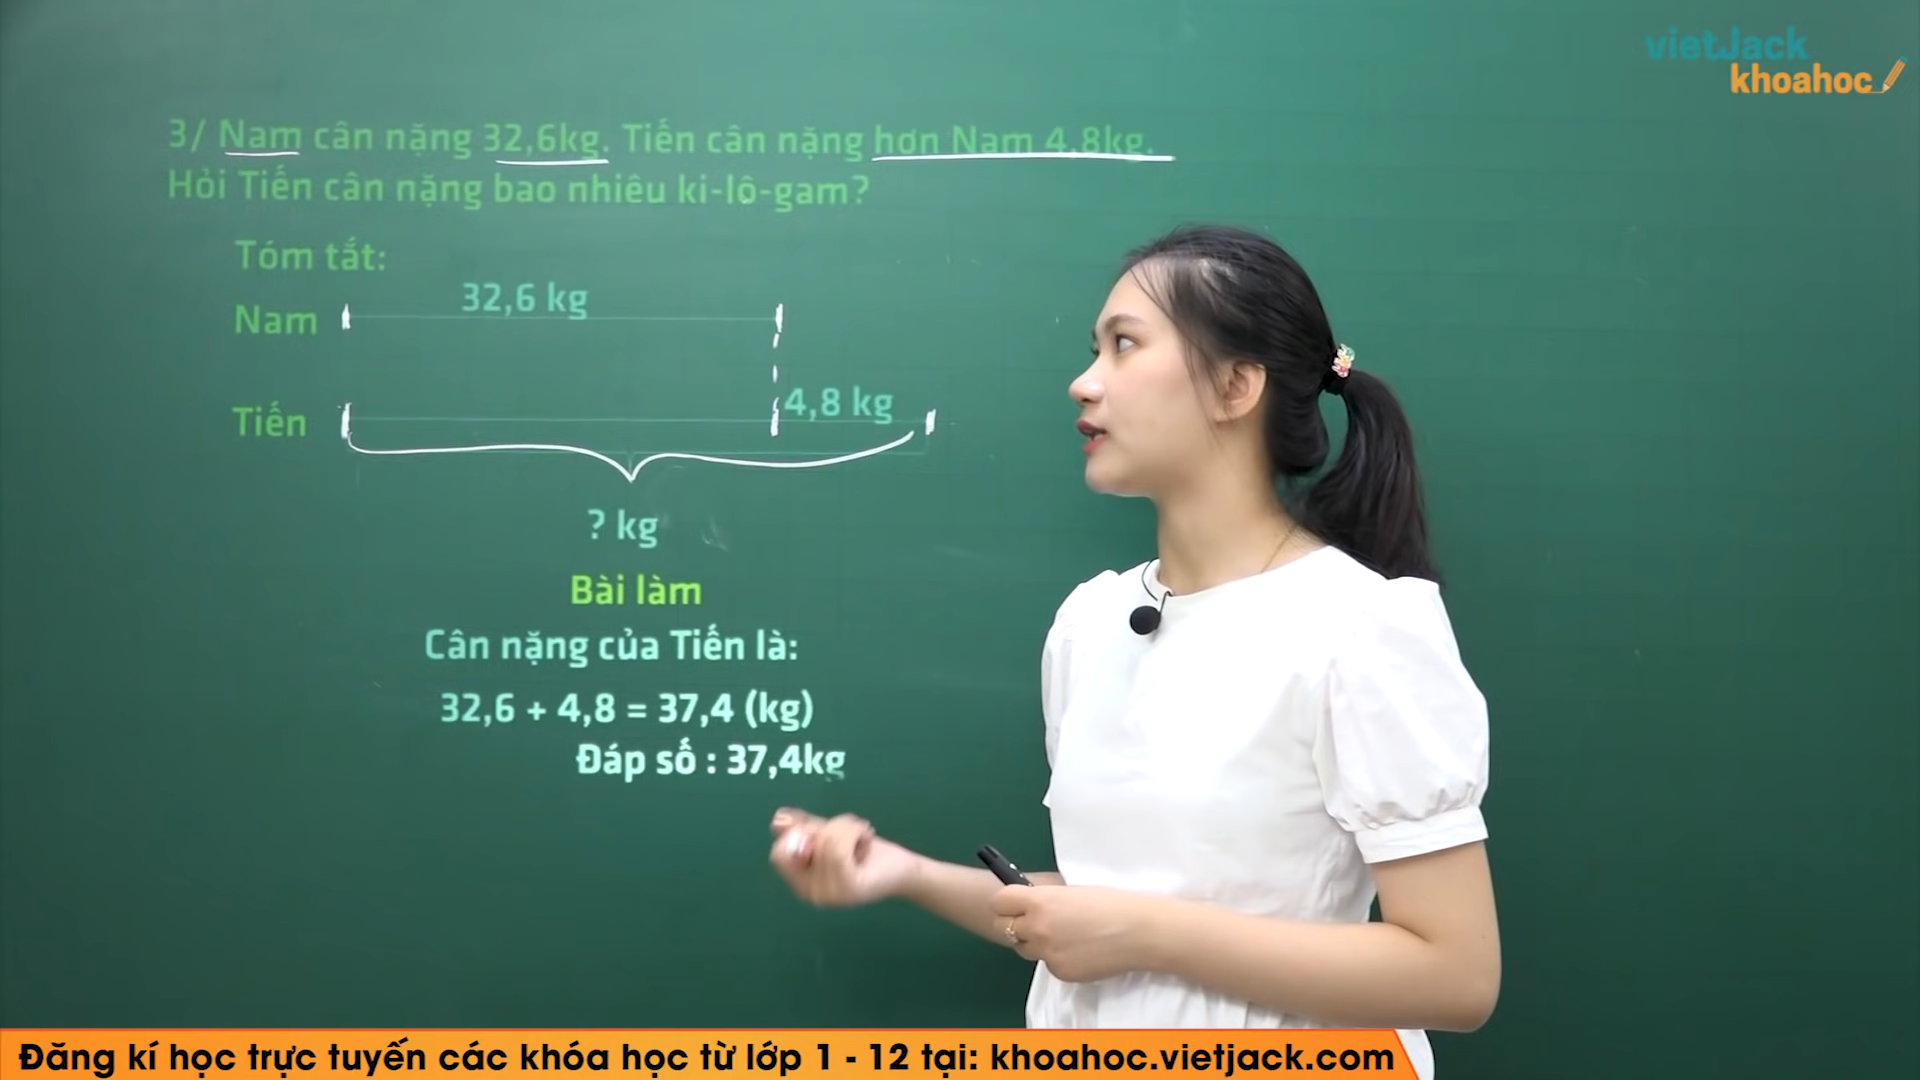 vietJack
khoahoc
3/ Nam cân nặng 32,6kg. Tiến cân nặng hơn Nam 4,8kg.
Hỏi Tiến cân nặng bao nhiêu ki-lô-gam?
Tóm tắt:
32,6 kg
Nam
4,8 kg
Tiến
? kg
Bài làm
Cân nặng của Tiến là:
32,6 + 4,8 = 37,4 (kg)
Đáp số : 37,4kg
Đăng kí học trực tuyến các khóa học từ lớp 1 - 12 tại: khoahoc.vietjack.com